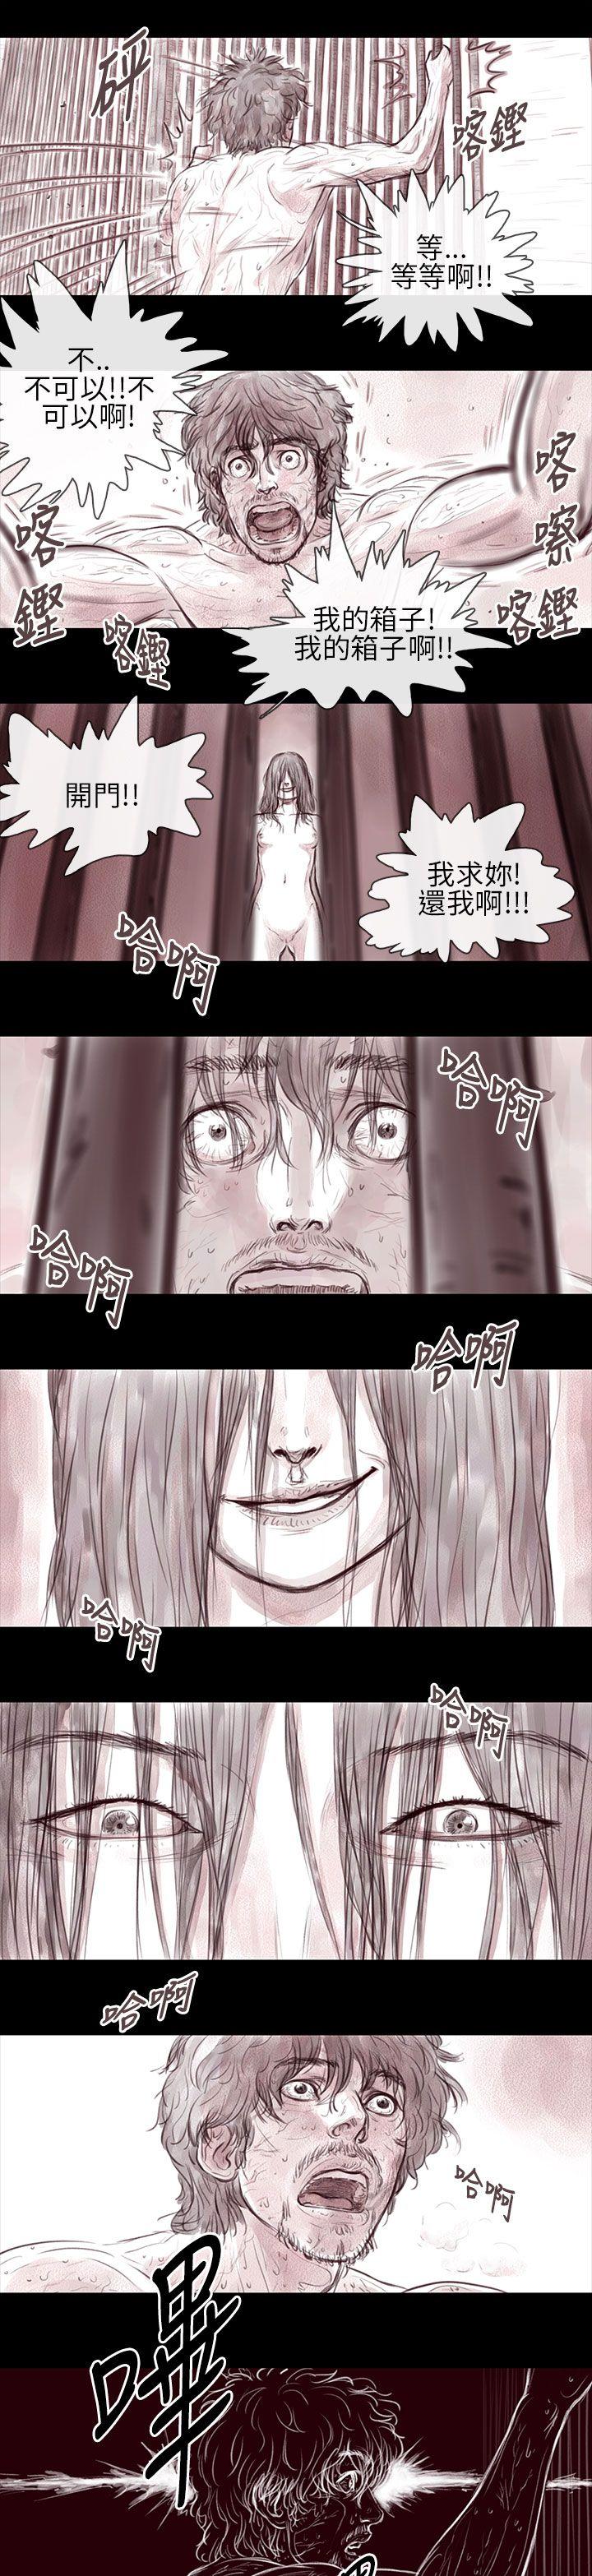 砰
喀鏗
等...
等等啊!!
不..
不可以!!不
可以啊!
喀嚓
喀鏗
喀鏗
喀鏗
我的箱子!
我的箱子啊!!
開門!!
我求妳!
還我啊!!!
哈啊
哈啊
哈啊
哈啊
哈啊
哈啊
哈啊
哈啊
嗶